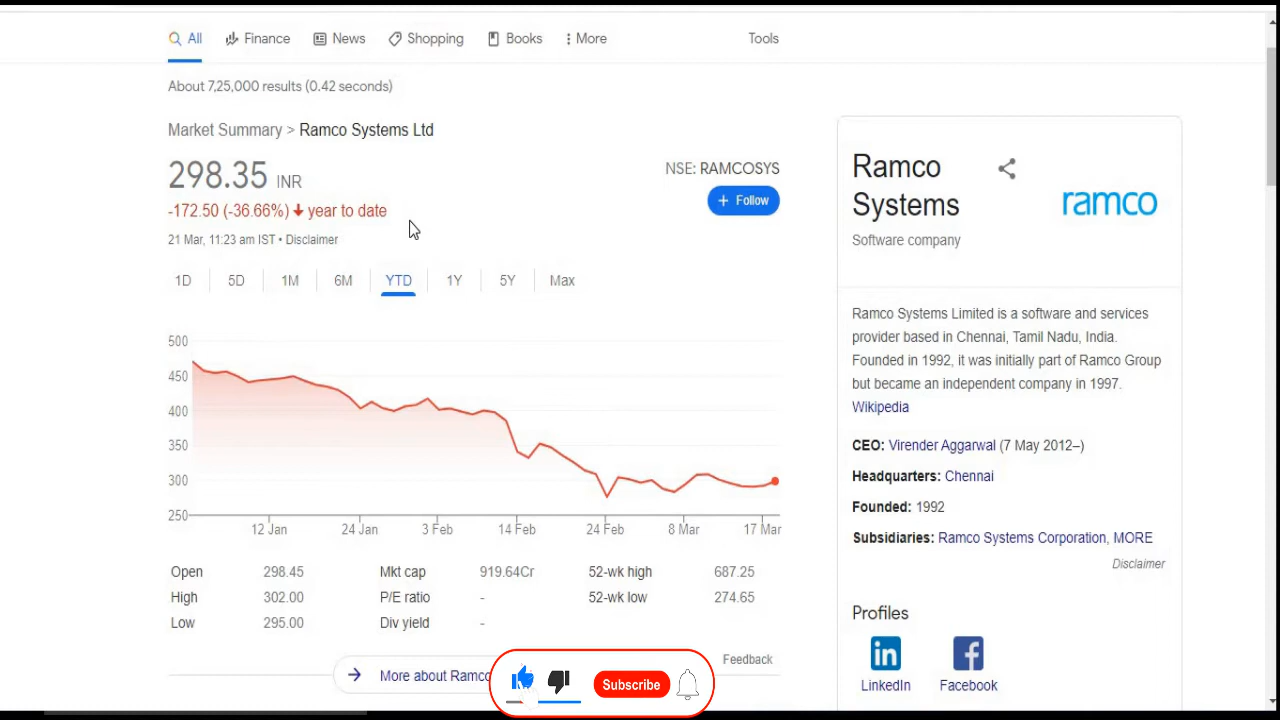 All Finance News Shopping Books More Tools
About 7,25,000 results (0.42 seconds)
Market Summary > Ramco Systems Ltd
298.35 INR
-172.50 (-36.66%) year to date
21 Mar, 11:23 am IST • Disclaimer
NSE: RAMCOSYS
+ Follow
1D 5D 1M 6M YTD 1Y 5Y Max
500
450
400
350
300
250
12 Jan 24 Jan 3 Feb 14 Feb 24 Feb 8 Mar 17 Mar
Open 298.45 Mkt cap 919.64Cr 52-wk high 687.25
High 302.00 P/E ratio - 52-wk low 274.65
Low 295.00 Div yield -
Feedback
More about Ramco
Subscribe
Ramco
Systems
ramco
Software company
Ramco Systems Limited is a software and services
provider based in Chennai, Tamil Nadu, India.
Founded in 1992, it was initially part of Ramco Group
but became an independent company in 1997.
Wikipedia
CEO: Virender Aggarwal (7 May 2012–)
Headquarters: Chennai
Founded: 1992
Subsidiaries: Ramco Systems Corporation, MORE
Disclaimer
Profiles
in f
LinkedIn Facebook